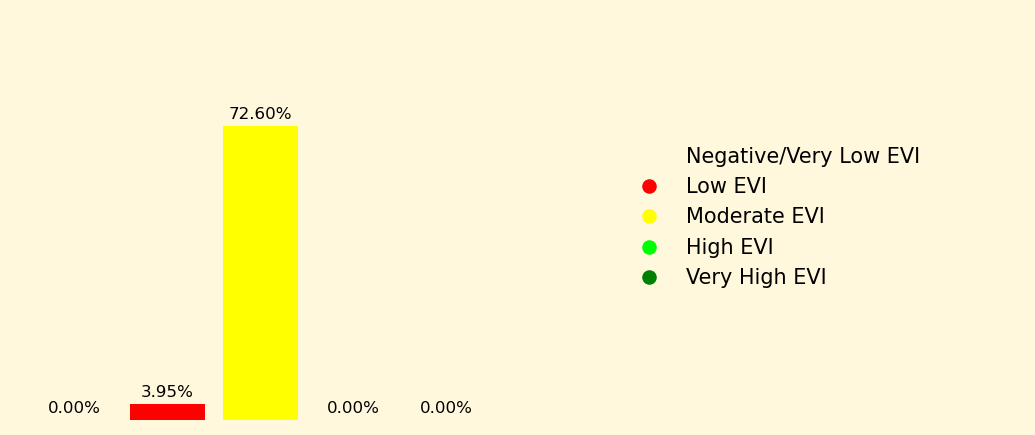 72.60%
3.95%
0.00%
0.00%
0.00%
Negative/Very Low EVI
Low EVI
Moderate EVI
High EVI
Very High EVI